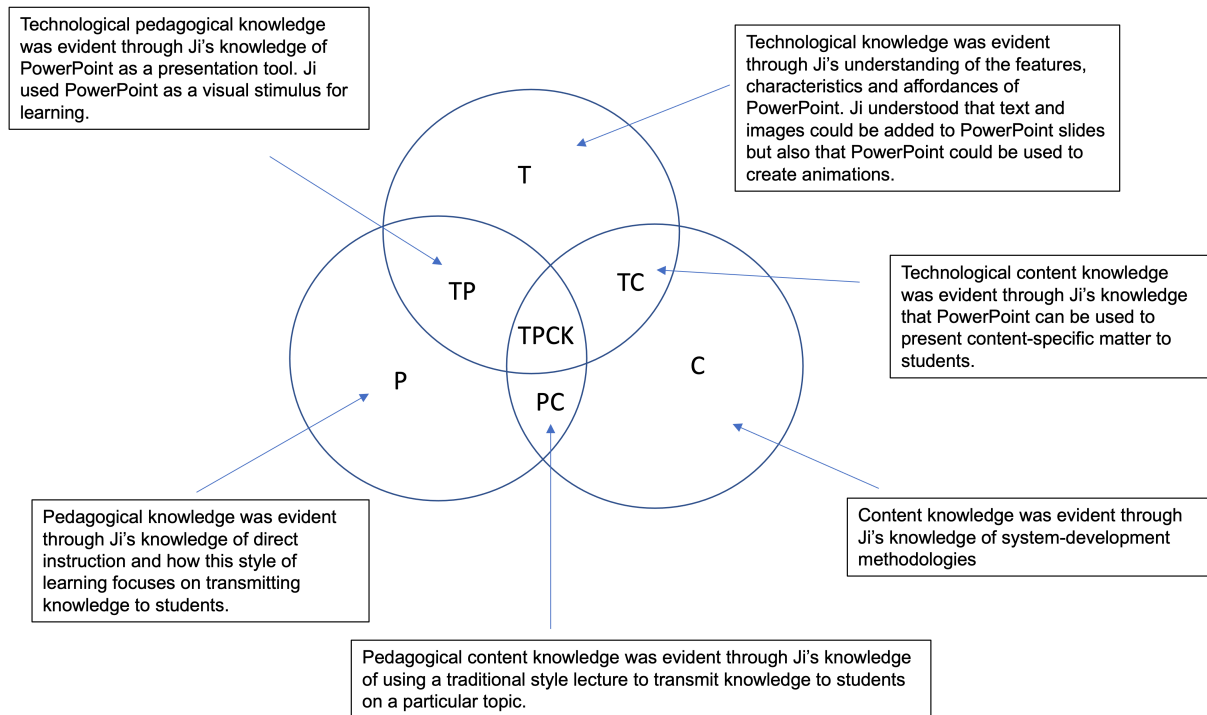 Technological pedagogical knowledge
was evident through Ji’s knowledge of
PowerPoint as a presentation tool. Ji
used PowerPoint as a visual stimulus for
learning.
Technological knowledge was evident
through Ji’s understanding of the features,
characteristics and affordances of
PowerPoint. Ji understood that text and
images could be added to PowerPoint slides
but also that PowerPoint could be used to
create animations.
T
TP
TC
TPCK
P
C
PC
Technological content knowledge
was evident through Ji’s knowledge
that PowerPoint can be used to
present content-specific matter to
students.
Pedagogical knowledge was evident
through Ji’s knowledge of direct
instruction and how this style of
learning focuses on transmitting
knowledge to students.
Content knowledge was evident through
Ji’s knowledge of system-development
methodologies
Pedagogical content knowledge was evident through Ji’s knowledge
of using a traditional style lecture to transmit knowledge to students
on a particular topic.